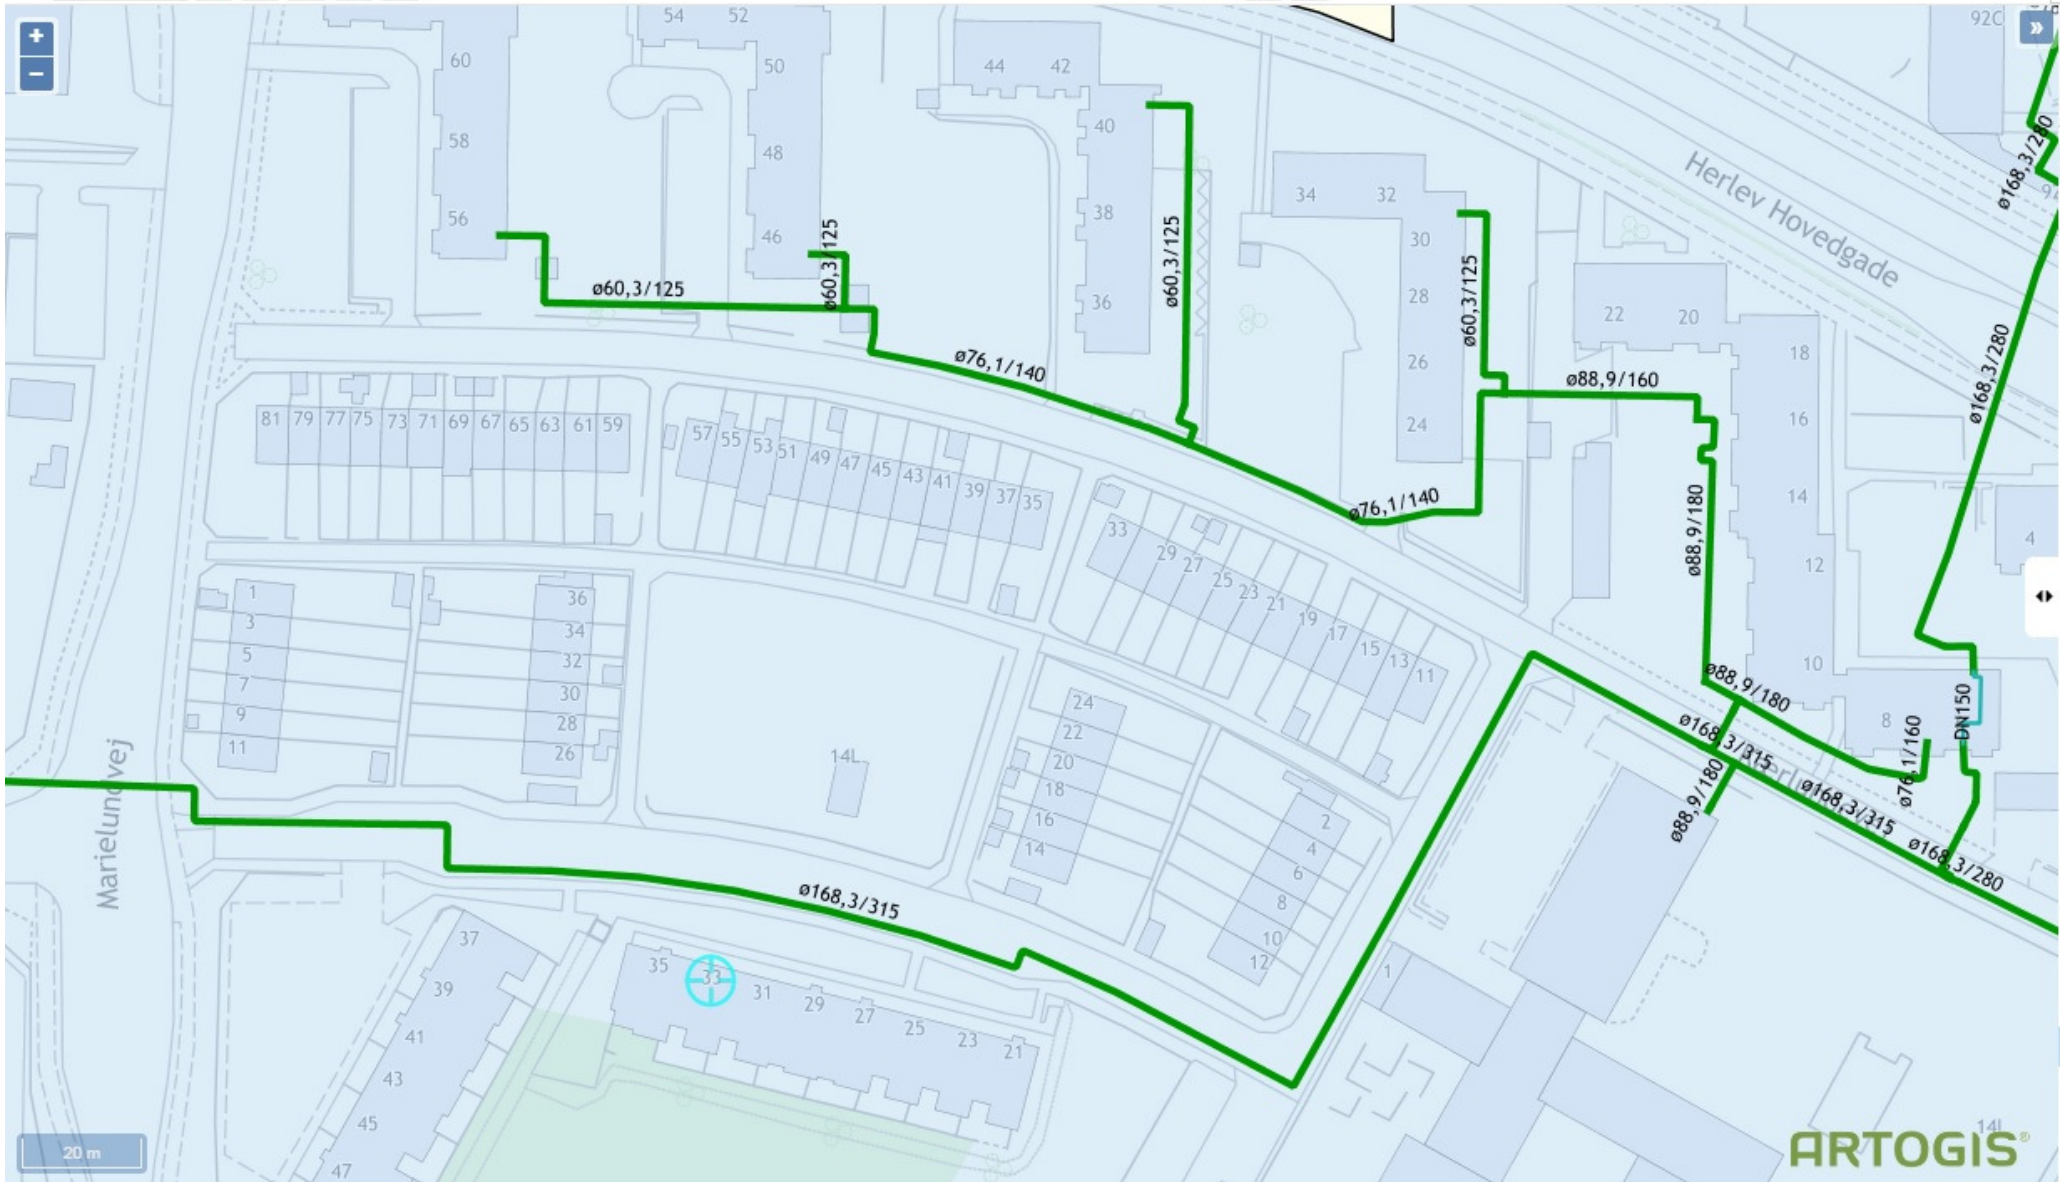 +
−
»
60
58
56
54
52
50
48
46
44
42
40
38
36
34
32
30
28
26
24
22
20
18
16
14
12
10
8
92C
4
Herlev Hovedgade
Marielundvej
ø60,3/125
ø60,3/125
ø60,3/125
ø60,3/125
ø76,1/140
ø76,1/140
ø88,9/160
ø88,9/180
ø88,9/180
ø88,9/180
ø76,1/160
DN150
ø168,3/280
ø168,3/280
ø168,3/280
ø168,3/315
ø168,3/315
ø168,3/315
81 79 77 75 73 71 69 67 65 63 61 59
57 55 53 51 49 47 45 43 41 39 37 35
33 29 27 25 23 21 19 17 15 13 11
1
3
5
7
9
11
36
34
32
30
28
26
14L
24
22
20
18
16
14
2
4
6
8
10
12
1
37
39
41
43
45
47
35 33 31 29 27 25 23 21
14L
20 m
ARTOGIS®